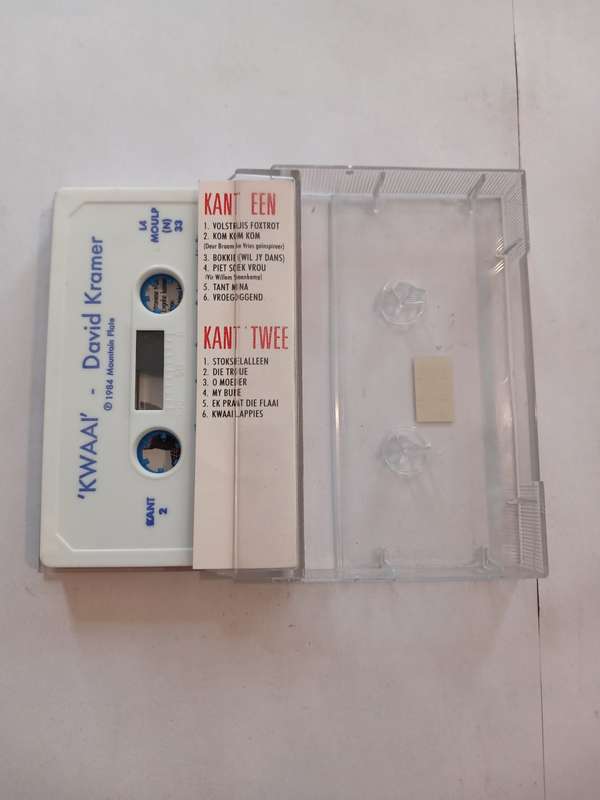 'KWAAI' - David Kramer
℗ 1984 Mountain Plate
L4
MOULP
(N)
33
KANT
2
KANT EEN
1. VOLSTRUIS FOXTROT
2. KOM KOM KOM
(Deur Braam de Vries geïnspireer)
3. BOKKIE (WIL JY DANS)
4. PIET SOEK VROU
(Vir Willem Steenkamp)
5. TANT MINA
6. VROEGOGGEND
KANT TWEE
1. STOKSIELALLEEN
2. DIE TROUE
3. O MOEDER
4. MY BUBE
5. EK PRAAT DIE FLAAI
6. KWAAI LAPPIES